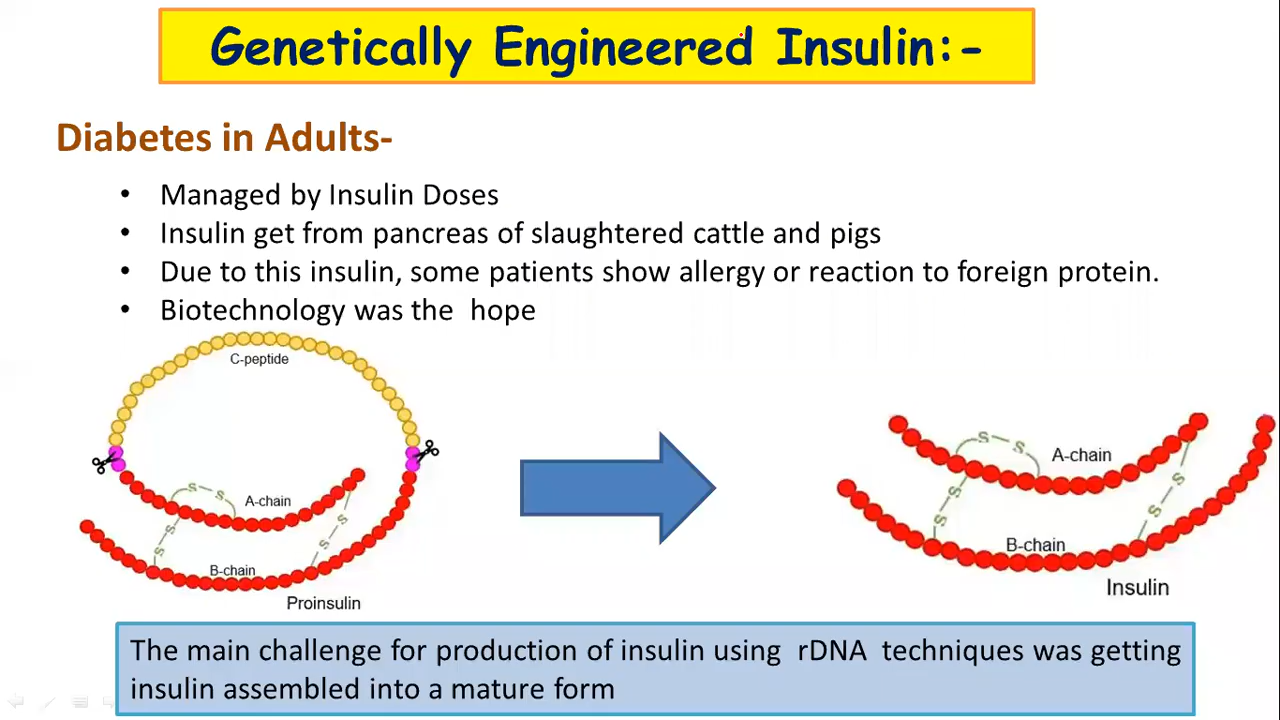 Genetically Engineered Insulin:-
Diabetes in Adults-
• Managed by Insulin Doses
• Insulin get from pancreas of slaughtered cattle and pigs
• Due to this insulin, some patients show allergy or reaction to foreign protein.
• Biotechnology was the hope
C-peptide
S S
A-chain
S S
S S
B-chain
Proinsulin
S S
A-chain
S S
S S
B-chain
Insulin
The main challenge for production of insulin using rDNA techniques was getting
insulin assembled into a mature form